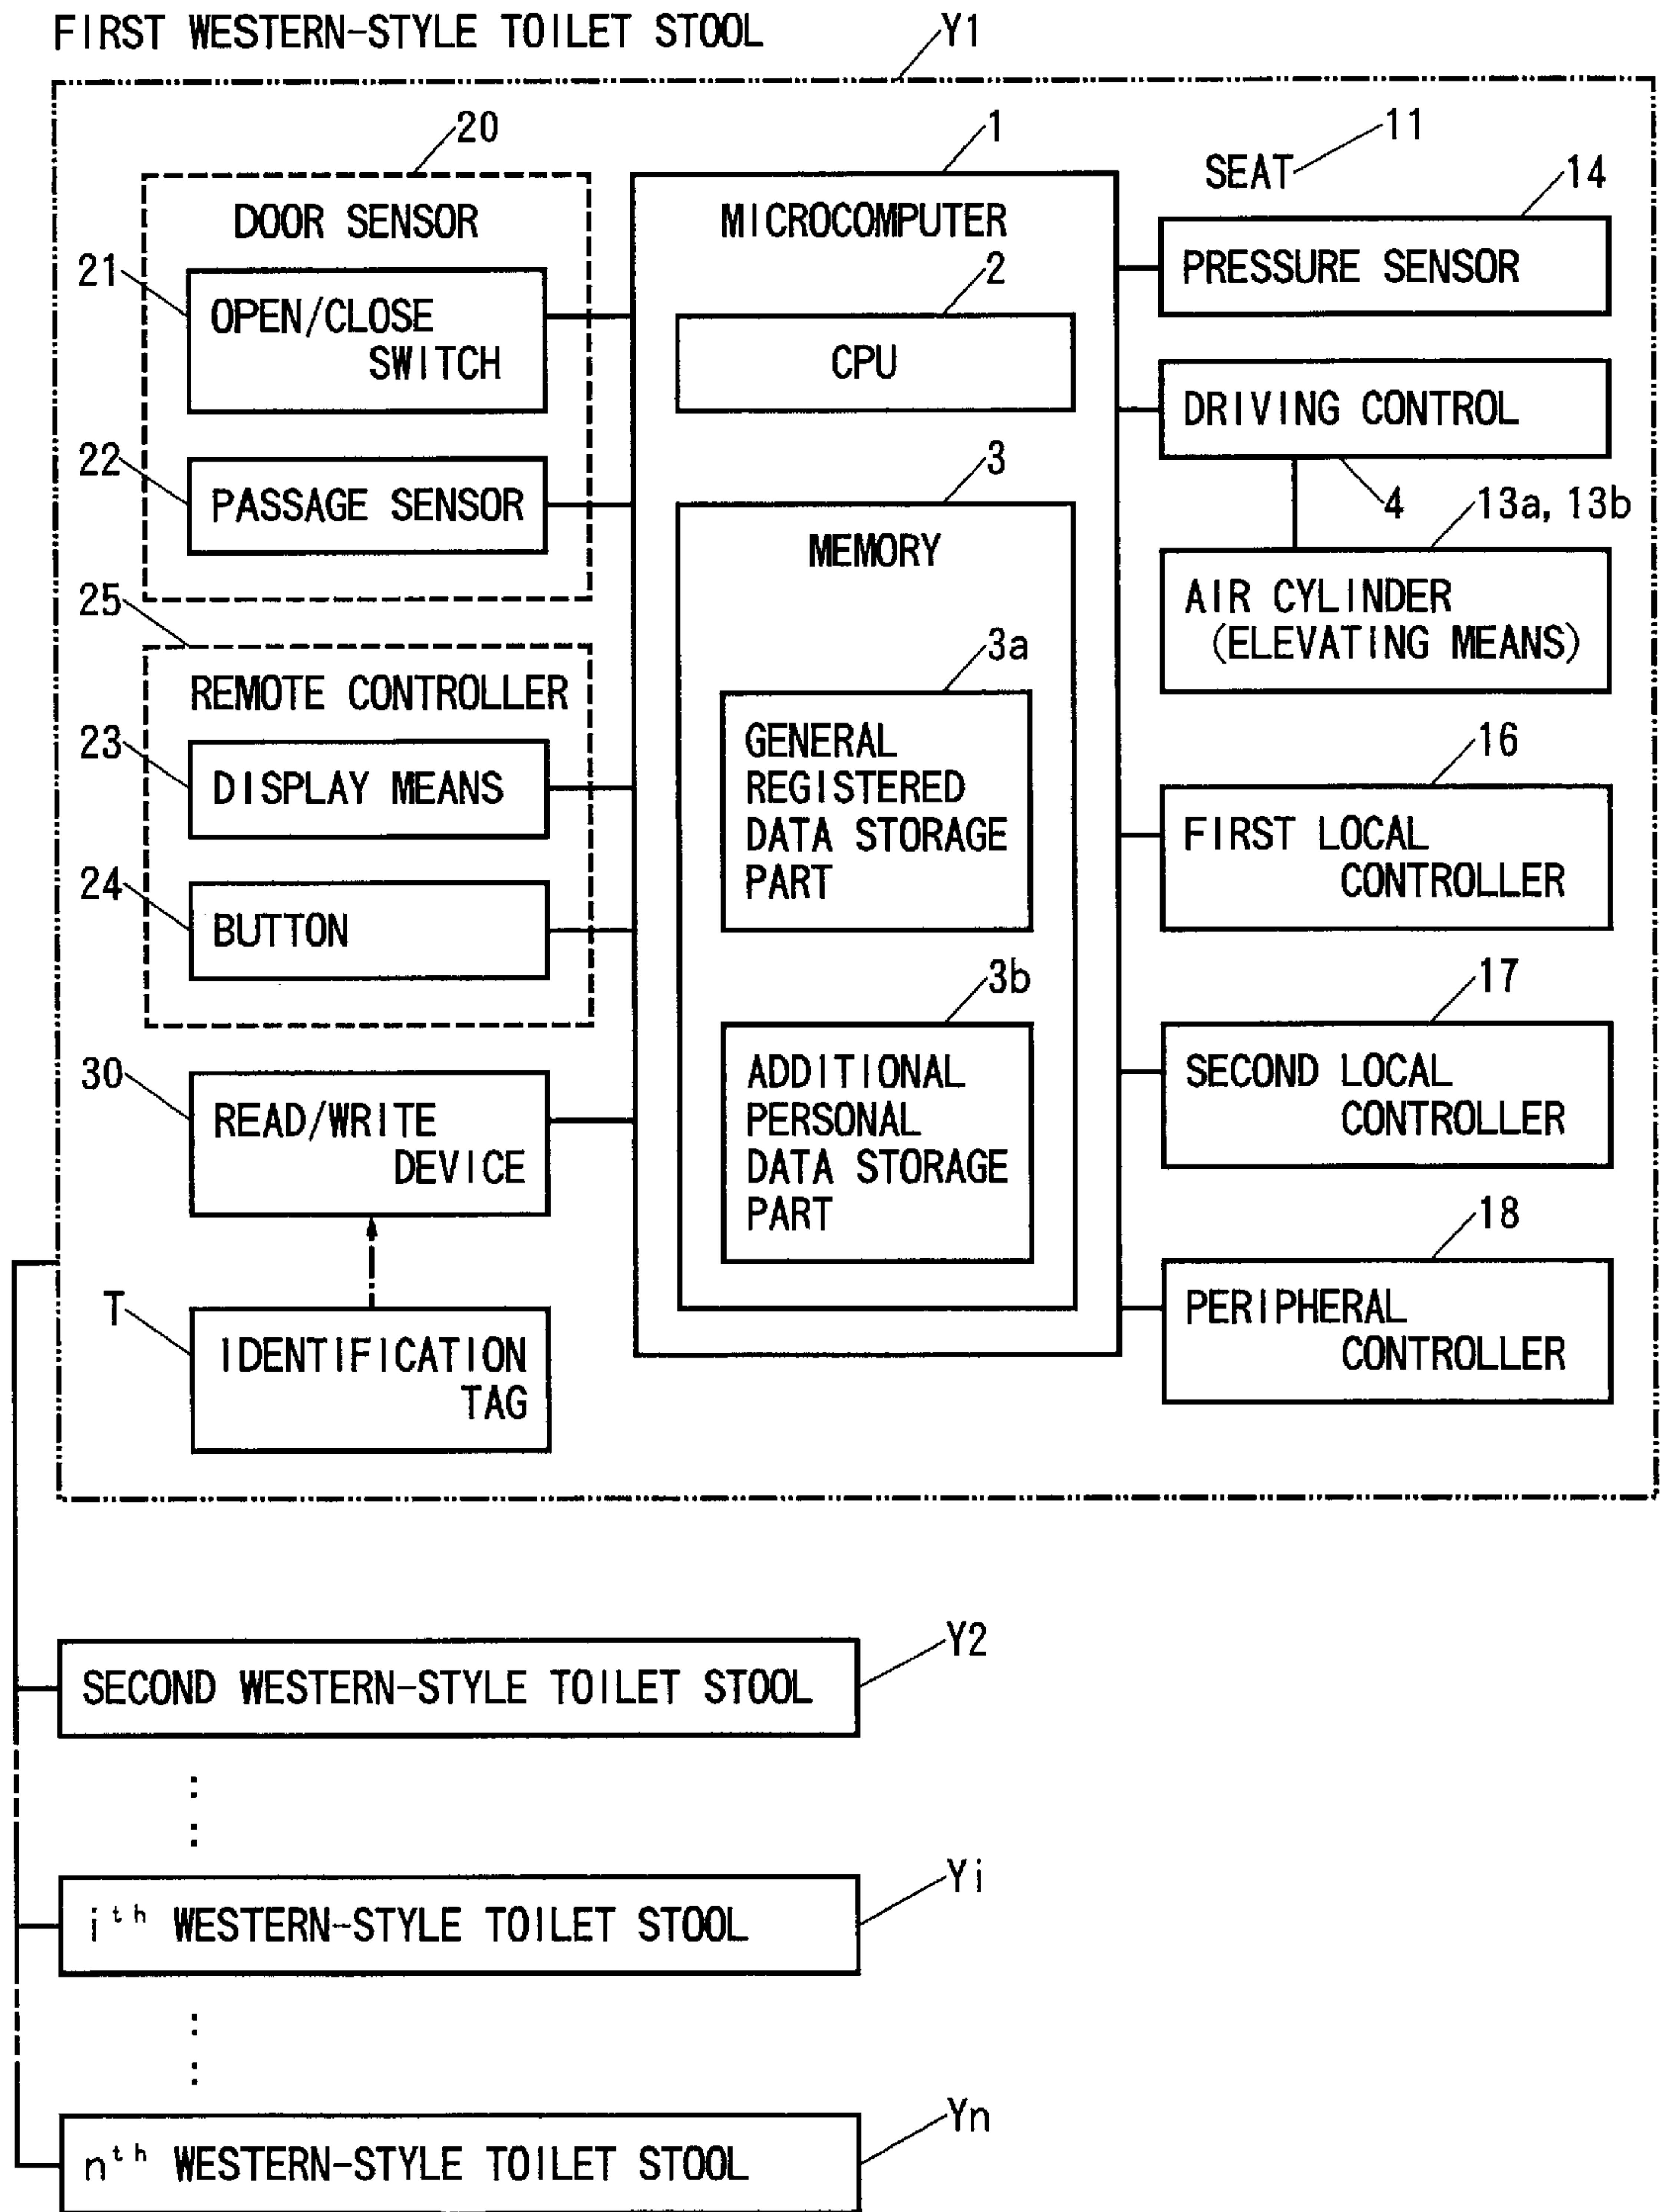 FIRST WESTERN-STYLE TOILET STOOL
Y1
20
DOOR SENSOR
21
OPEN/CLOSE
SWITCH
22
PASSAGE SENSOR
25
REMOTE CONTROLLER
23
DISPLAY MEANS
24
BUTTON
30
READ/WRITE
DEVICE
T
IDENTIFICATION
TAG
1
MICROCOMPUTER
2
CPU
3
MEMORY
3a
GENERAL
REGISTERED
DATA STORAGE
PART
3b
ADDITIONAL
PERSONAL
DATA STORAGE
PART
11
SEAT
14
PRESSURE SENSOR
DRIVING CONTROL
4
13a, 13b
AIR CYLINDER
(ELEVATING MEANS)
16
FIRST LOCAL
CONTROLLER
17
SECOND LOCAL
CONTROLLER
18
PERIPHERAL
CONTROLLER
Y2
SECOND WESTERN-STYLE TOILET STOOL
Yi
i th WESTERN-STYLE TOILET STOOL
Yn
n th WESTERN-STYLE TOILET STOOL